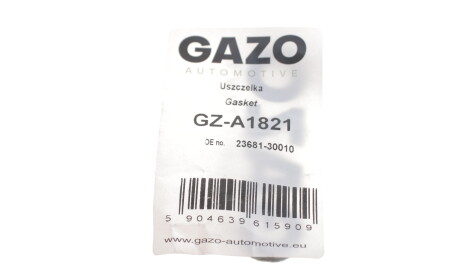 GAZO
AUTOMOTIVE
Uszczelka
Gasket
GZ-A1821
OE no. 23681-30010
5 904639 615909
www.gazo-automotive.eu